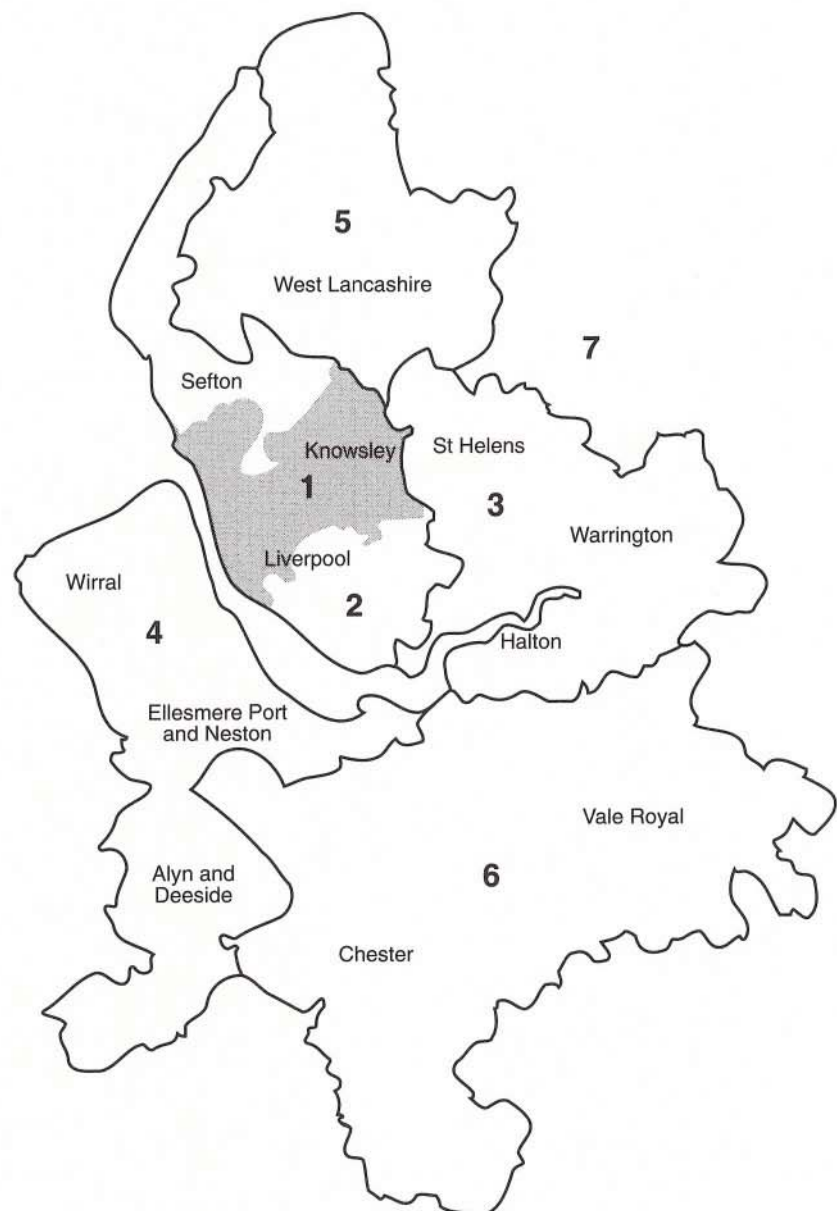 5
West Lancashire
7
Sefton
Knowsley
St Helens
1
3
Warrington
Liverpool
Wirral
2
4
Halton
Ellesmere Port
and Neston
Vale Royal
Alyn and
Deeside
6
Chester